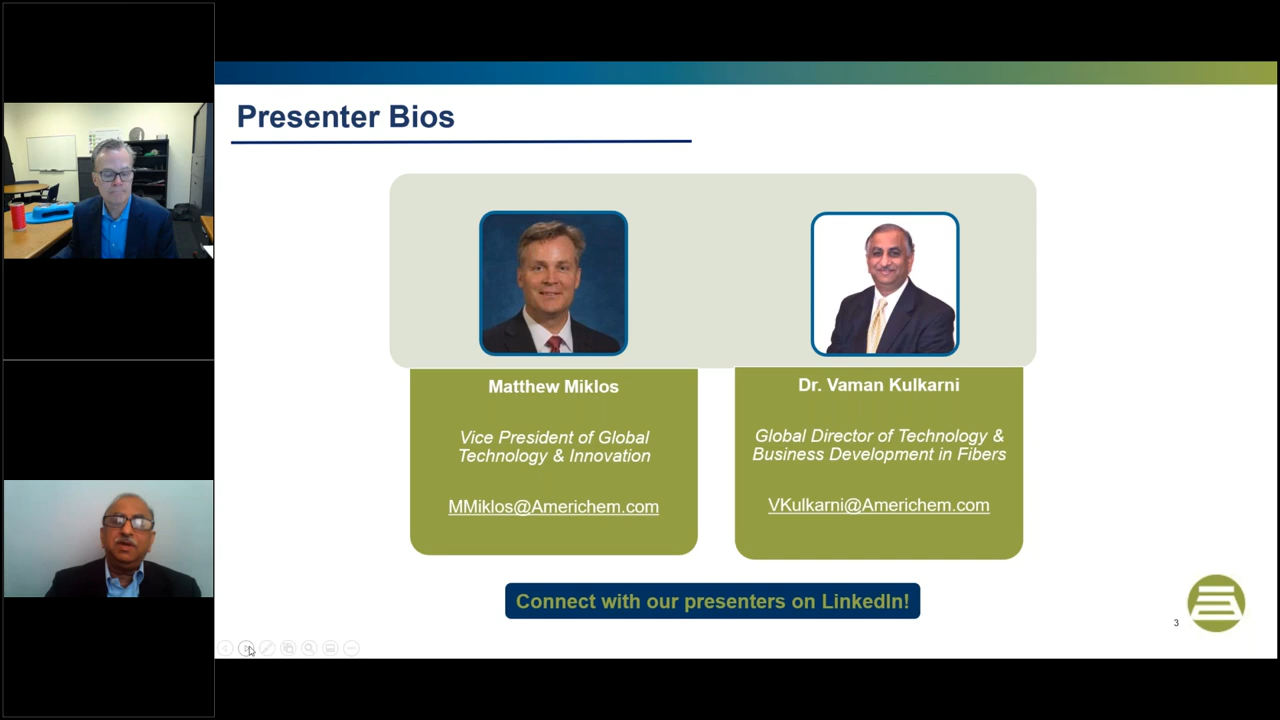 Presenter Bios
Matthew Miklos
Vice President of Global
Technology & Innovation
MMiklos@Americhem.com
Dr. Vaman Kulkarni
Global Director of Technology &
Business Development in Fibers
VKulkarni@Americhem.com
Connect with our presenters on LinkedIn!
3